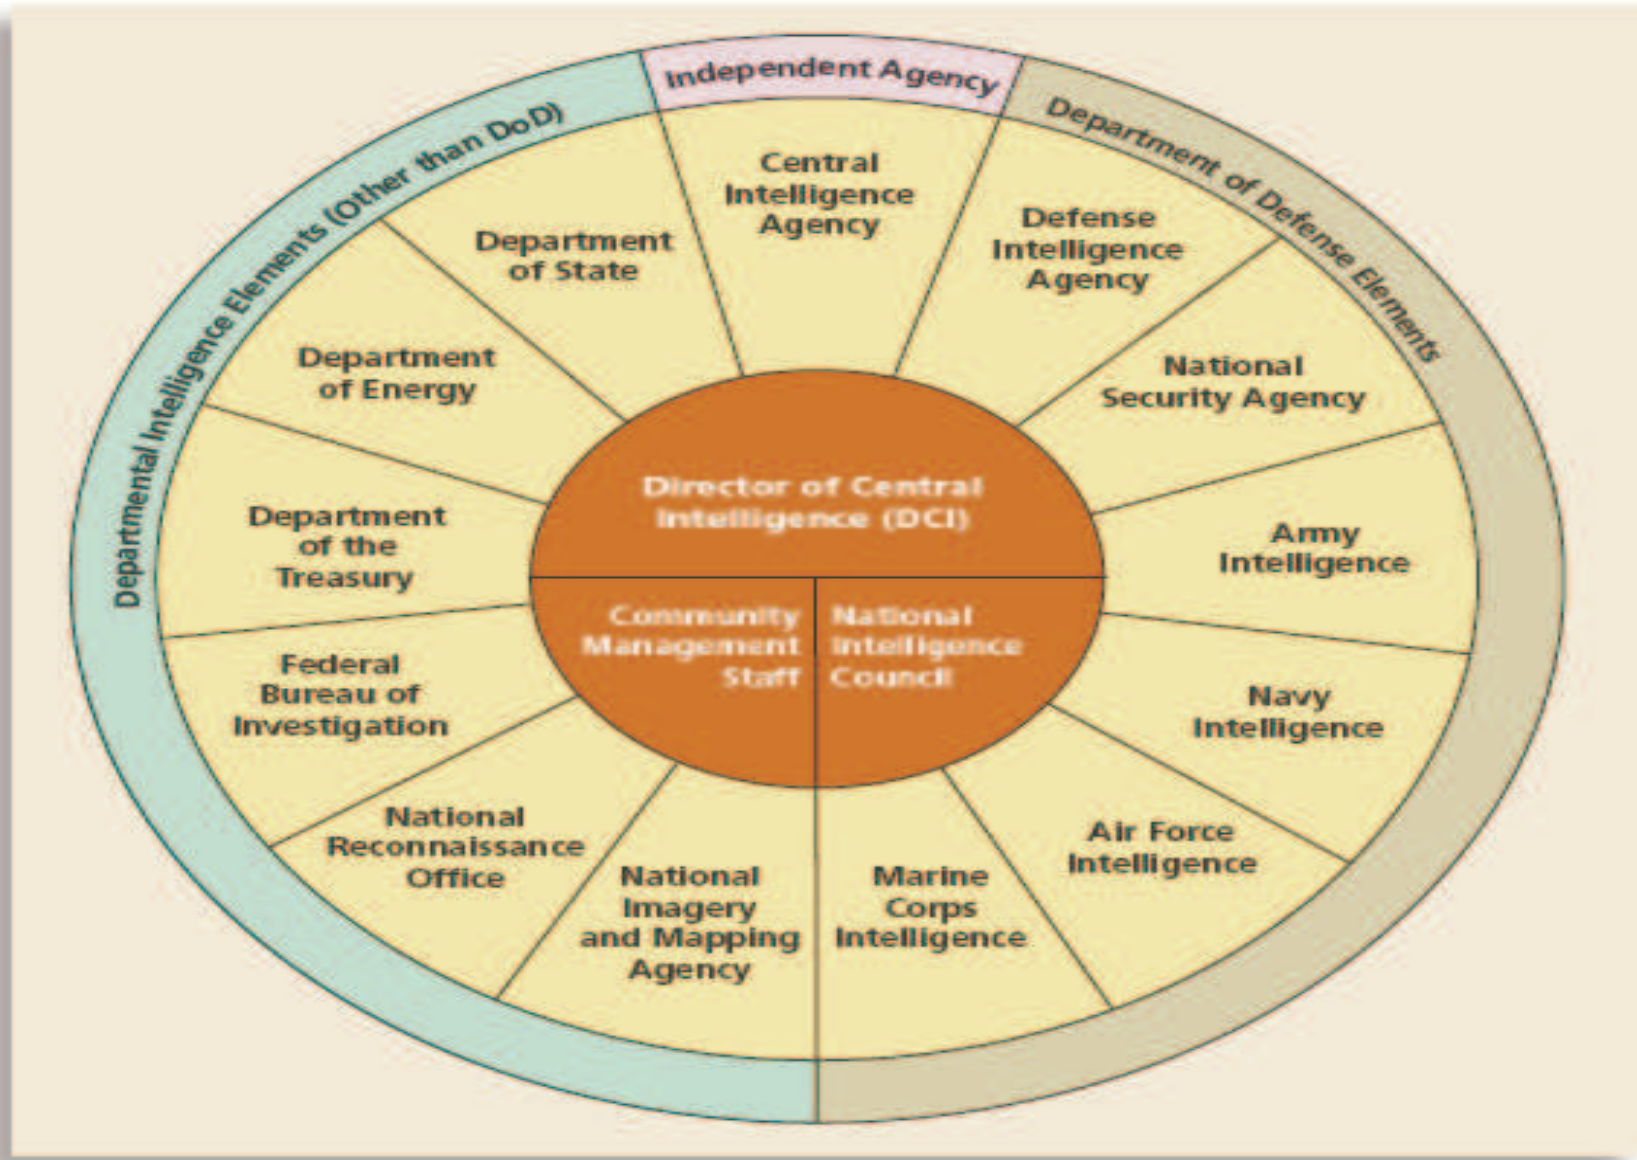 Independent Agency
Departmental Intelligence Elements (Other than DoD)
Department of Defense Elements
Central
Intelligence
Agency
Defense
Intelligence
Agency
National
Security Agency
Army
Intelligence
Navy
Intelligence
Air Force
Intelligence
Marine
Corps
Intelligence
National
Imagery
and Mapping
Agency
National
Reconnaissance
Office
Federal
Bureau of
Investigation
Department
of the
Treasury
Department
of Energy
Department
of State
Director of Central
Intelligence (DCI)
Community
Management
Staff
National
Intelligence
Council